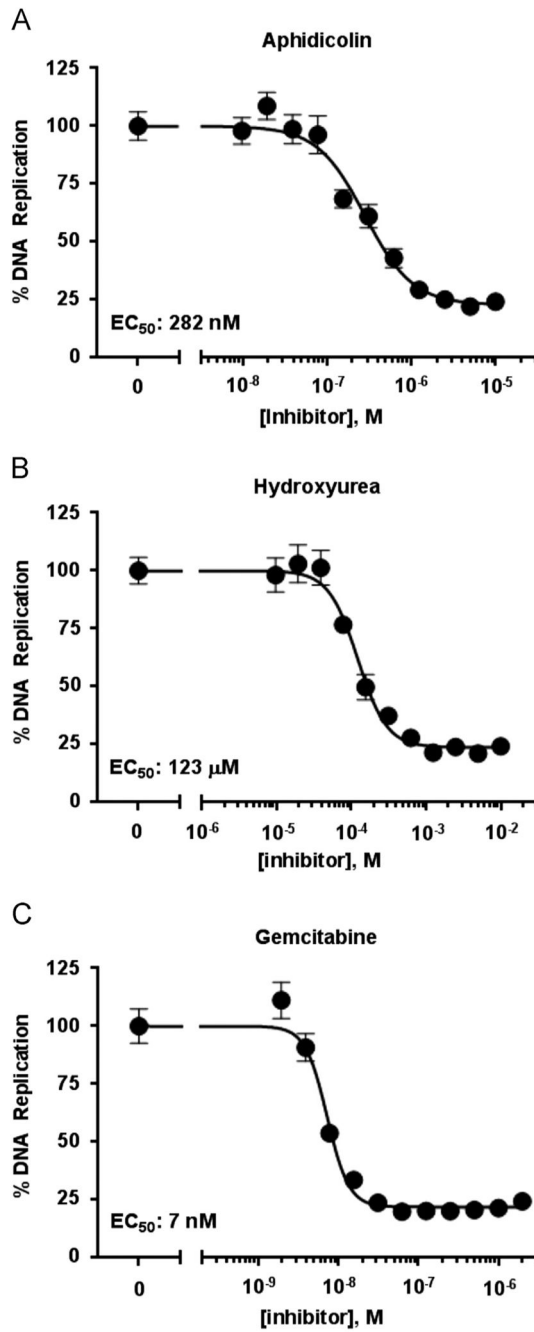 A
Aphidicolin
125
100
75
50
25
0
% DNA Replication
EC₅₀: 282 nM
0 10⁻⁸ 10⁻⁷ 10⁻⁶ 10⁻⁵
[Inhibitor], M
B
Hydroxyurea
125
100
75
50
25
0
% DNA Replication
EC₅₀: 123 μM
0 10⁻⁶ 10⁻⁵ 10⁻⁴ 10⁻³ 10⁻²
[inhibitor], M
C
Gemcitabine
125
100
75
50
25
0
% DNA Replication
EC₅₀: 7 nM
0 10⁻⁹ 10⁻⁸ 10⁻⁷ 10⁻⁶
[inhibitor], M